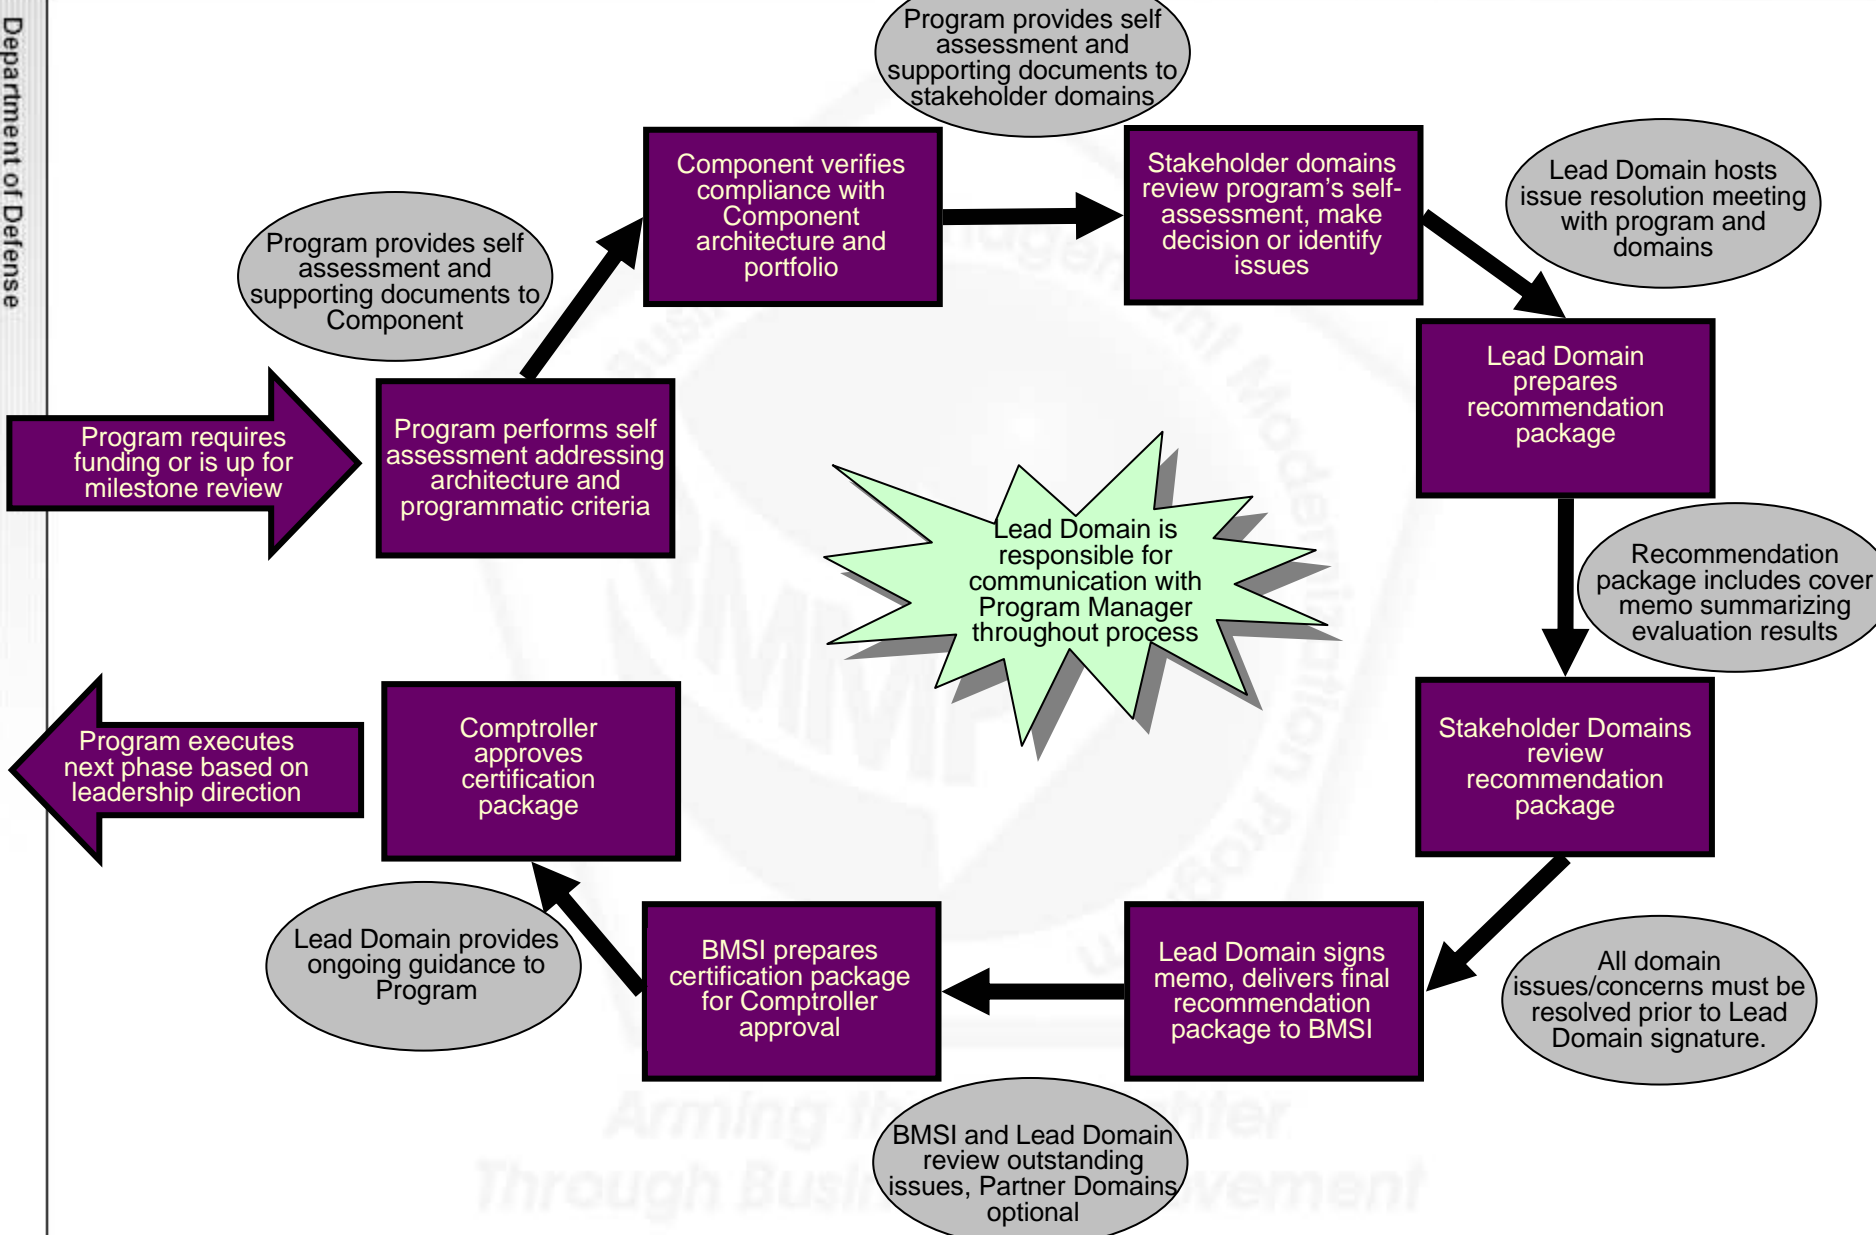 Department of Defense
Program provides self
assessment and
supporting documents to
stakeholder domains
Component verifies
compliance with
Component
architecture and
portfolio
Stakeholder domains
review program’s self-
assessment, make
decision or identify
issues
Lead Domain hosts
issue resolution meeting
with program and
domains
Program provides self
assessment and
supporting documents to
Component
Lead Domain
prepares
recommendation
package
Program requires
funding or is up for
milestone review
Program performs self
assessment addressing
architecture and
programmatic criteria
Lead Domain is
responsible for
communication with
Program Manager
throughout process
Recommendation
package includes cover
memo summarizing
evaluation results
Program executes
next phase based on
leadership direction
Comptroller
approves
certification
package
Stakeholder Domains
review
recommendation
package
Lead Domain provides
ongoing guidance to
Program
BMSI prepares
certification package
for Comptroller
approval
Lead Domain signs
memo, delivers final
recommendation
package to BMSI
All domain
issues/concerns must be
resolved prior to Lead
Domain signature.
BMSI and Lead Domain
review outstanding
issues, Partner Domains
optional
Arming
Through